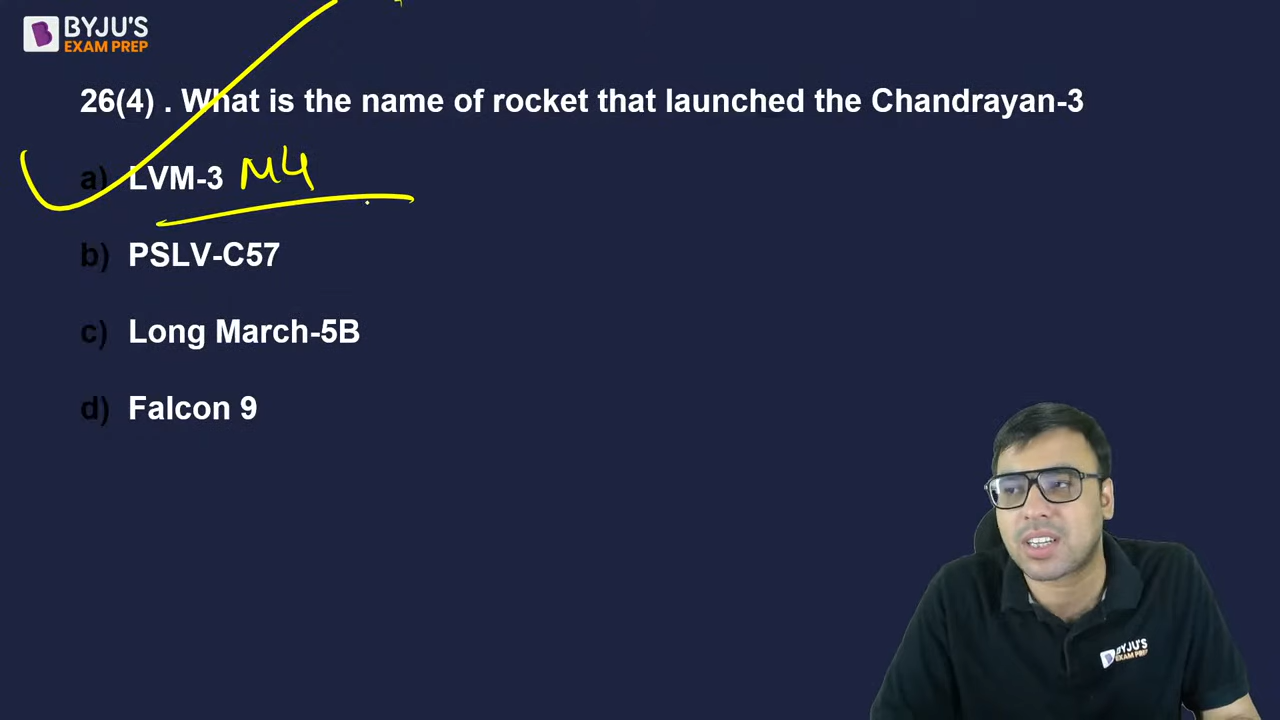 BYJU'S
EXAM PREP
26(4) . What is the name of rocket that launched the Chandrayan-3
a) LVM-3 M4
b) PSLV-C57
c) Long March-5B
d) Falcon 9
BYJU'S
EXAM PREP